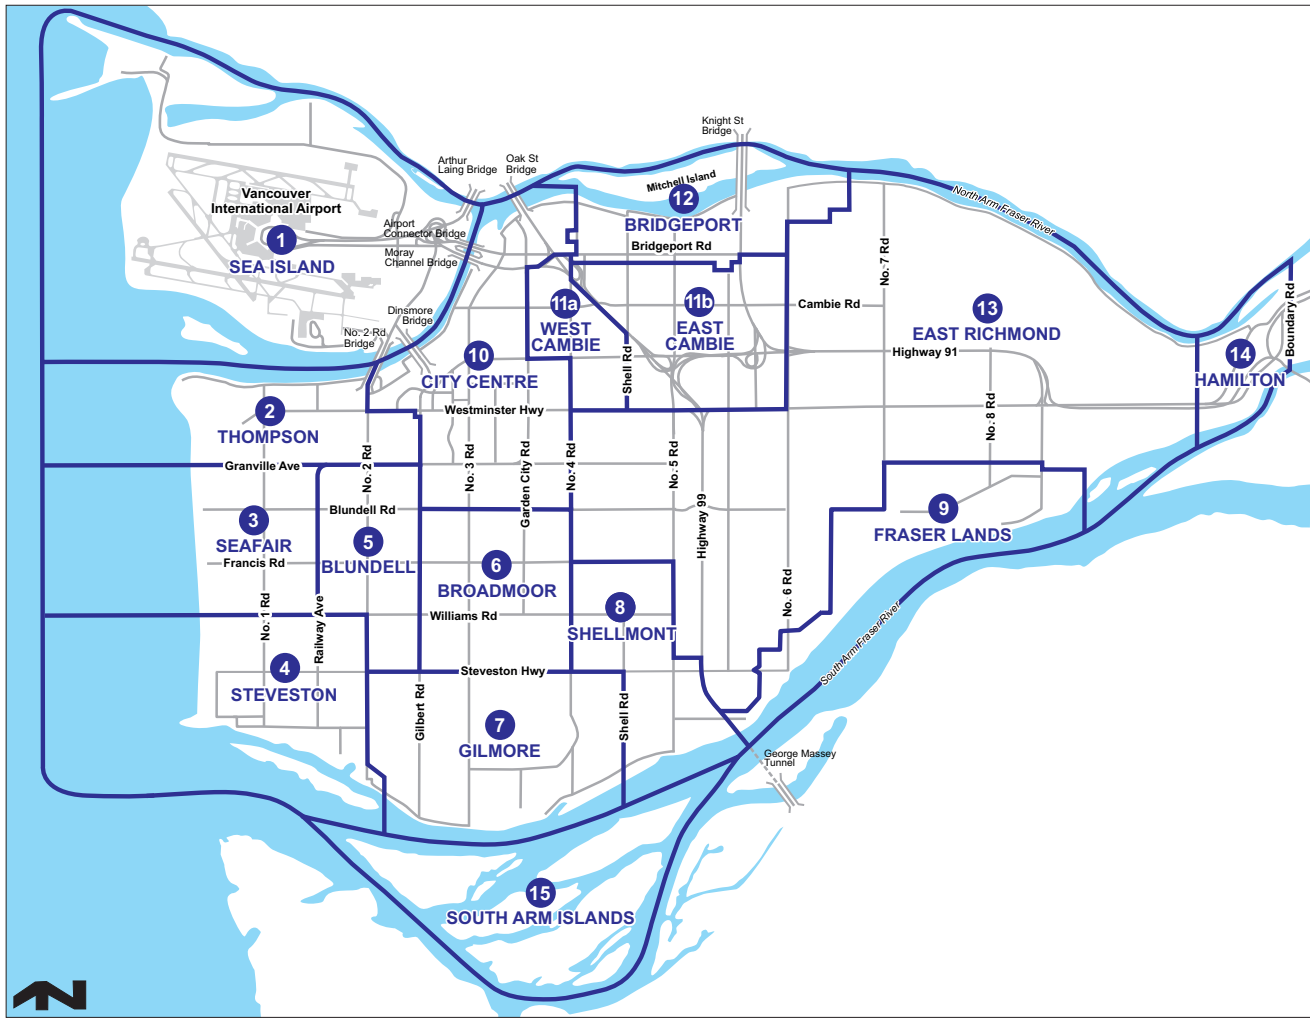 Knight St
Bridge
Arthur
Laing Bridge
Oak St
Bridge
Mitchell Island
12
BRIDGEPORT
Bridgeport Rd
North Arm Fraser River
Vancouver
International Airport
1
SEA ISLAND
Airport
Connector Bridge
Moray
Channel Bridge
No. 7 Rd
Boundary Rd
Dinsmore
Bridge
No. 2 Rd
Bridge
11a
WEST
CAMBIE
11b
EAST
CAMBIE
Cambie Rd
13
EAST RICHMOND
Highway 91
14
HAMILTON
10
CITY CENTRE
Shell Rd
Westminster Hwy
2
THOMPSON
Granville Ave
No. 2 Rd
No. 3 Rd
Garden City Rd
No. 4 Rd
No. 5 Rd
No. 8 Rd
Highway 99
Blundell Rd
3
SEAFAIR
Francis Rd
5
BLUNDELL
6
BROADMOOR
9
FRASER LANDS
No. 1 Rd
Railway Ave
Williams Rd
8
SHELLMONT
No. 6 Rd
South Arm Fraser River
4
STEVESTON
Steveston Hwy
Gilbert Rd
7
GILMORE
Shell Rd
George Massey
Tunnel
15
SOUTH ARM ISLANDS
N